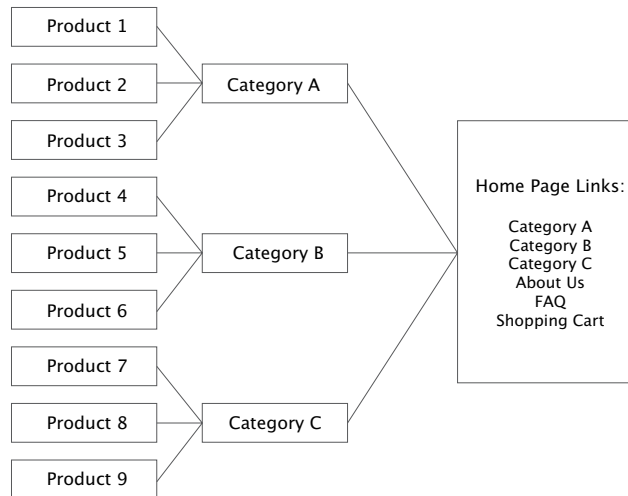 Product 1
Product 2
Product 3
Category A
Product 4
Product 5
Product 6
Category B
Product 7
Product 8
Product 9
Category C
Home Page Links:
Category A
Category B
Category C
About Us
FAQ
Shopping Cart